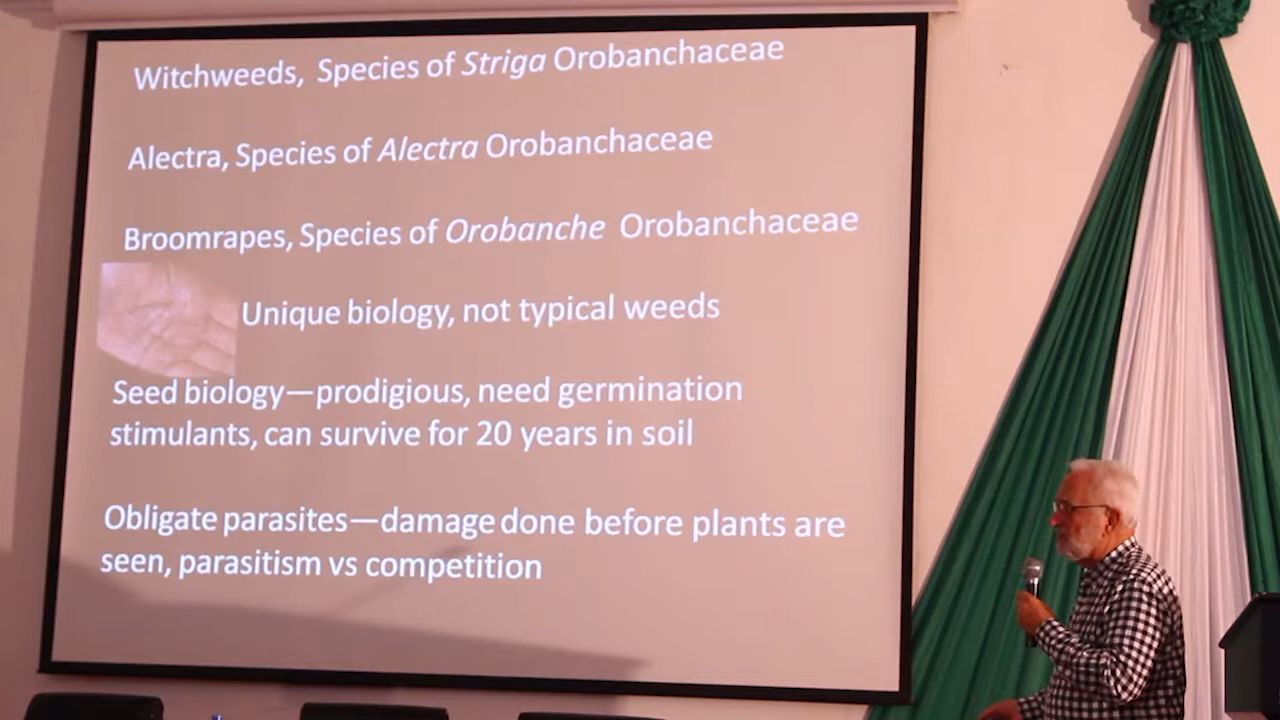 Witchweeds, Species of Striga Orobanchaceae
Alectra, Species of Alectra Orobanchaceae
Broomrapes, Species of Orobanche Orobanchaceae
Unique biology, not typical weeds
Seed biology—prodigious, need germination
stimulants, can survive for 20 years in soil
Obligate parasites—damage done before plants are
seen, parasitism vs competition